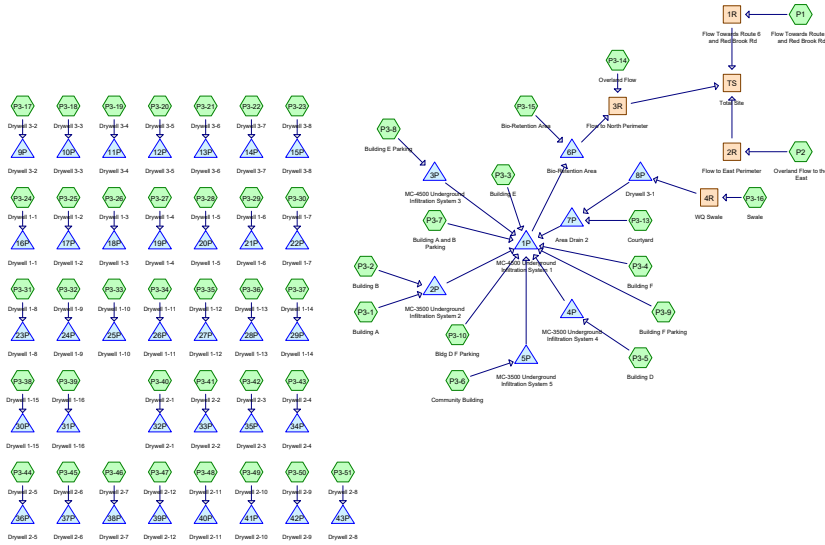 1R
P1
Flow Towards Route 6
and Red Brook Rd
Flow Towards Route 6
and Red Brook Rd
P3-14
Overland Flow
TS
Total Site
3R
Flow to North Perimeter
P3-15
Bio-Retention Area
6P
Bio-Retention Area
2R
Flow to East Perimeter
P2
Overland Flow to the
East
P3-8
Building E Parking
3P
MC-4500 Underground
Infiltration System 3
P3-3
Building E
8P
Drywell 3-1
4R
WQ Swale
P3-16
Swale
P3-7
Building A and B
Parking
7P
Area Drain 2
P3-13
Courtyard
1P
MC-4500 Underground
Infiltration System 1
P3-2
Building B
P3-4
Building F
2P
MC-3500 Underground
Infiltration System 2
P3-1
Building A
4P
MC-3500 Underground
Infiltration System 4
P3-9
Building F Parking
P3-10
Bldg D F Parking
5P
MC-3500 Underground
Infiltration System 5
P3-5
Building D
P3-6
Community Building
P3-17 P3-18 P3-19 P3-20 P3-21 P3-22 P3-23
Drywell 3-2 Drywell 3-3 Drywell 3-4 Drywell 3-5 Drywell 3-6 Drywell 3-7 Drywell 3-8
9P 10P 11P 12P 13P 14P 15P
Drywell 3-2 Drywell 3-3 Drywell 3-4 Drywell 3-5 Drywell 3-6 Drywell 3-7 Drywell 3-8
P3-24 P3-25 P3-26 P3-27 P3-28 P3-29 P3-30
Drywell 1-1 Drywell 1-2 Drywell 1-3 Drywell 1-4 Drywell 1-5 Drywell 1-6 Drywell 1-7
16P 17P 18P 19P 20P 21P 22P
Drywell 1-1 Drywell 1-2 Drywell 1-3 Drywell 1-4 Drywell 1-5 Drywell 1-6 Drywell 1-7
P3-31 P3-32 P3-33 P3-34 P3-35 P3-36 P3-37
Drywell 1-8 Drywell 1-9 Drywell 1-10 Drywell 1-11 Drywell 1-12 Drywell 1-13 Drywell 1-14
23P 24P 25P 26P 27P 28P 29P
Drywell 1-8 Drywell 1-9 Drywell 1-10 Drywell 1-11 Drywell 1-12 Drywell 1-13 Drywell 1-14
P3-38 P3-39 P3-40 P3-41 P3-42 P3-43
Drywell 1-15 Drywell 1-16 Drywell 2-1 Drywell 2-2 Drywell 2-3 Drywell 2-4
30P 31P 32P 33P 35P 34P
Drywell 1-15 Drywell 1-16 Drywell 2-1 Drywell 2-2 Drywell 2-3 Drywell 2-4
P3-44 P3-45 P3-46 P3-47 P3-48 P3-49 P3-50 P3-51
Drywell 2-5 Drywell 2-6 Drywell 2-7 Drywell 2-12 Drywell 2-11 Drywell 2-10 Drywell 2-9 Drywell 2-8
36P 37P 38P 39P 40P 41P 42P 43P
Drywell 2-5 Drywell 2-6 Drywell 2-7 Drywell 2-12 Drywell 2-11 Drywell 2-10 Drywell 2-9 Drywell 2-8